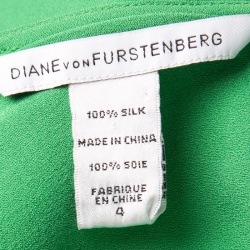 DIANE VON FURSTENBERG
100% SILK
MADE IN CHINA
100% SOIE
FABRIQUE
EN CHINE
4